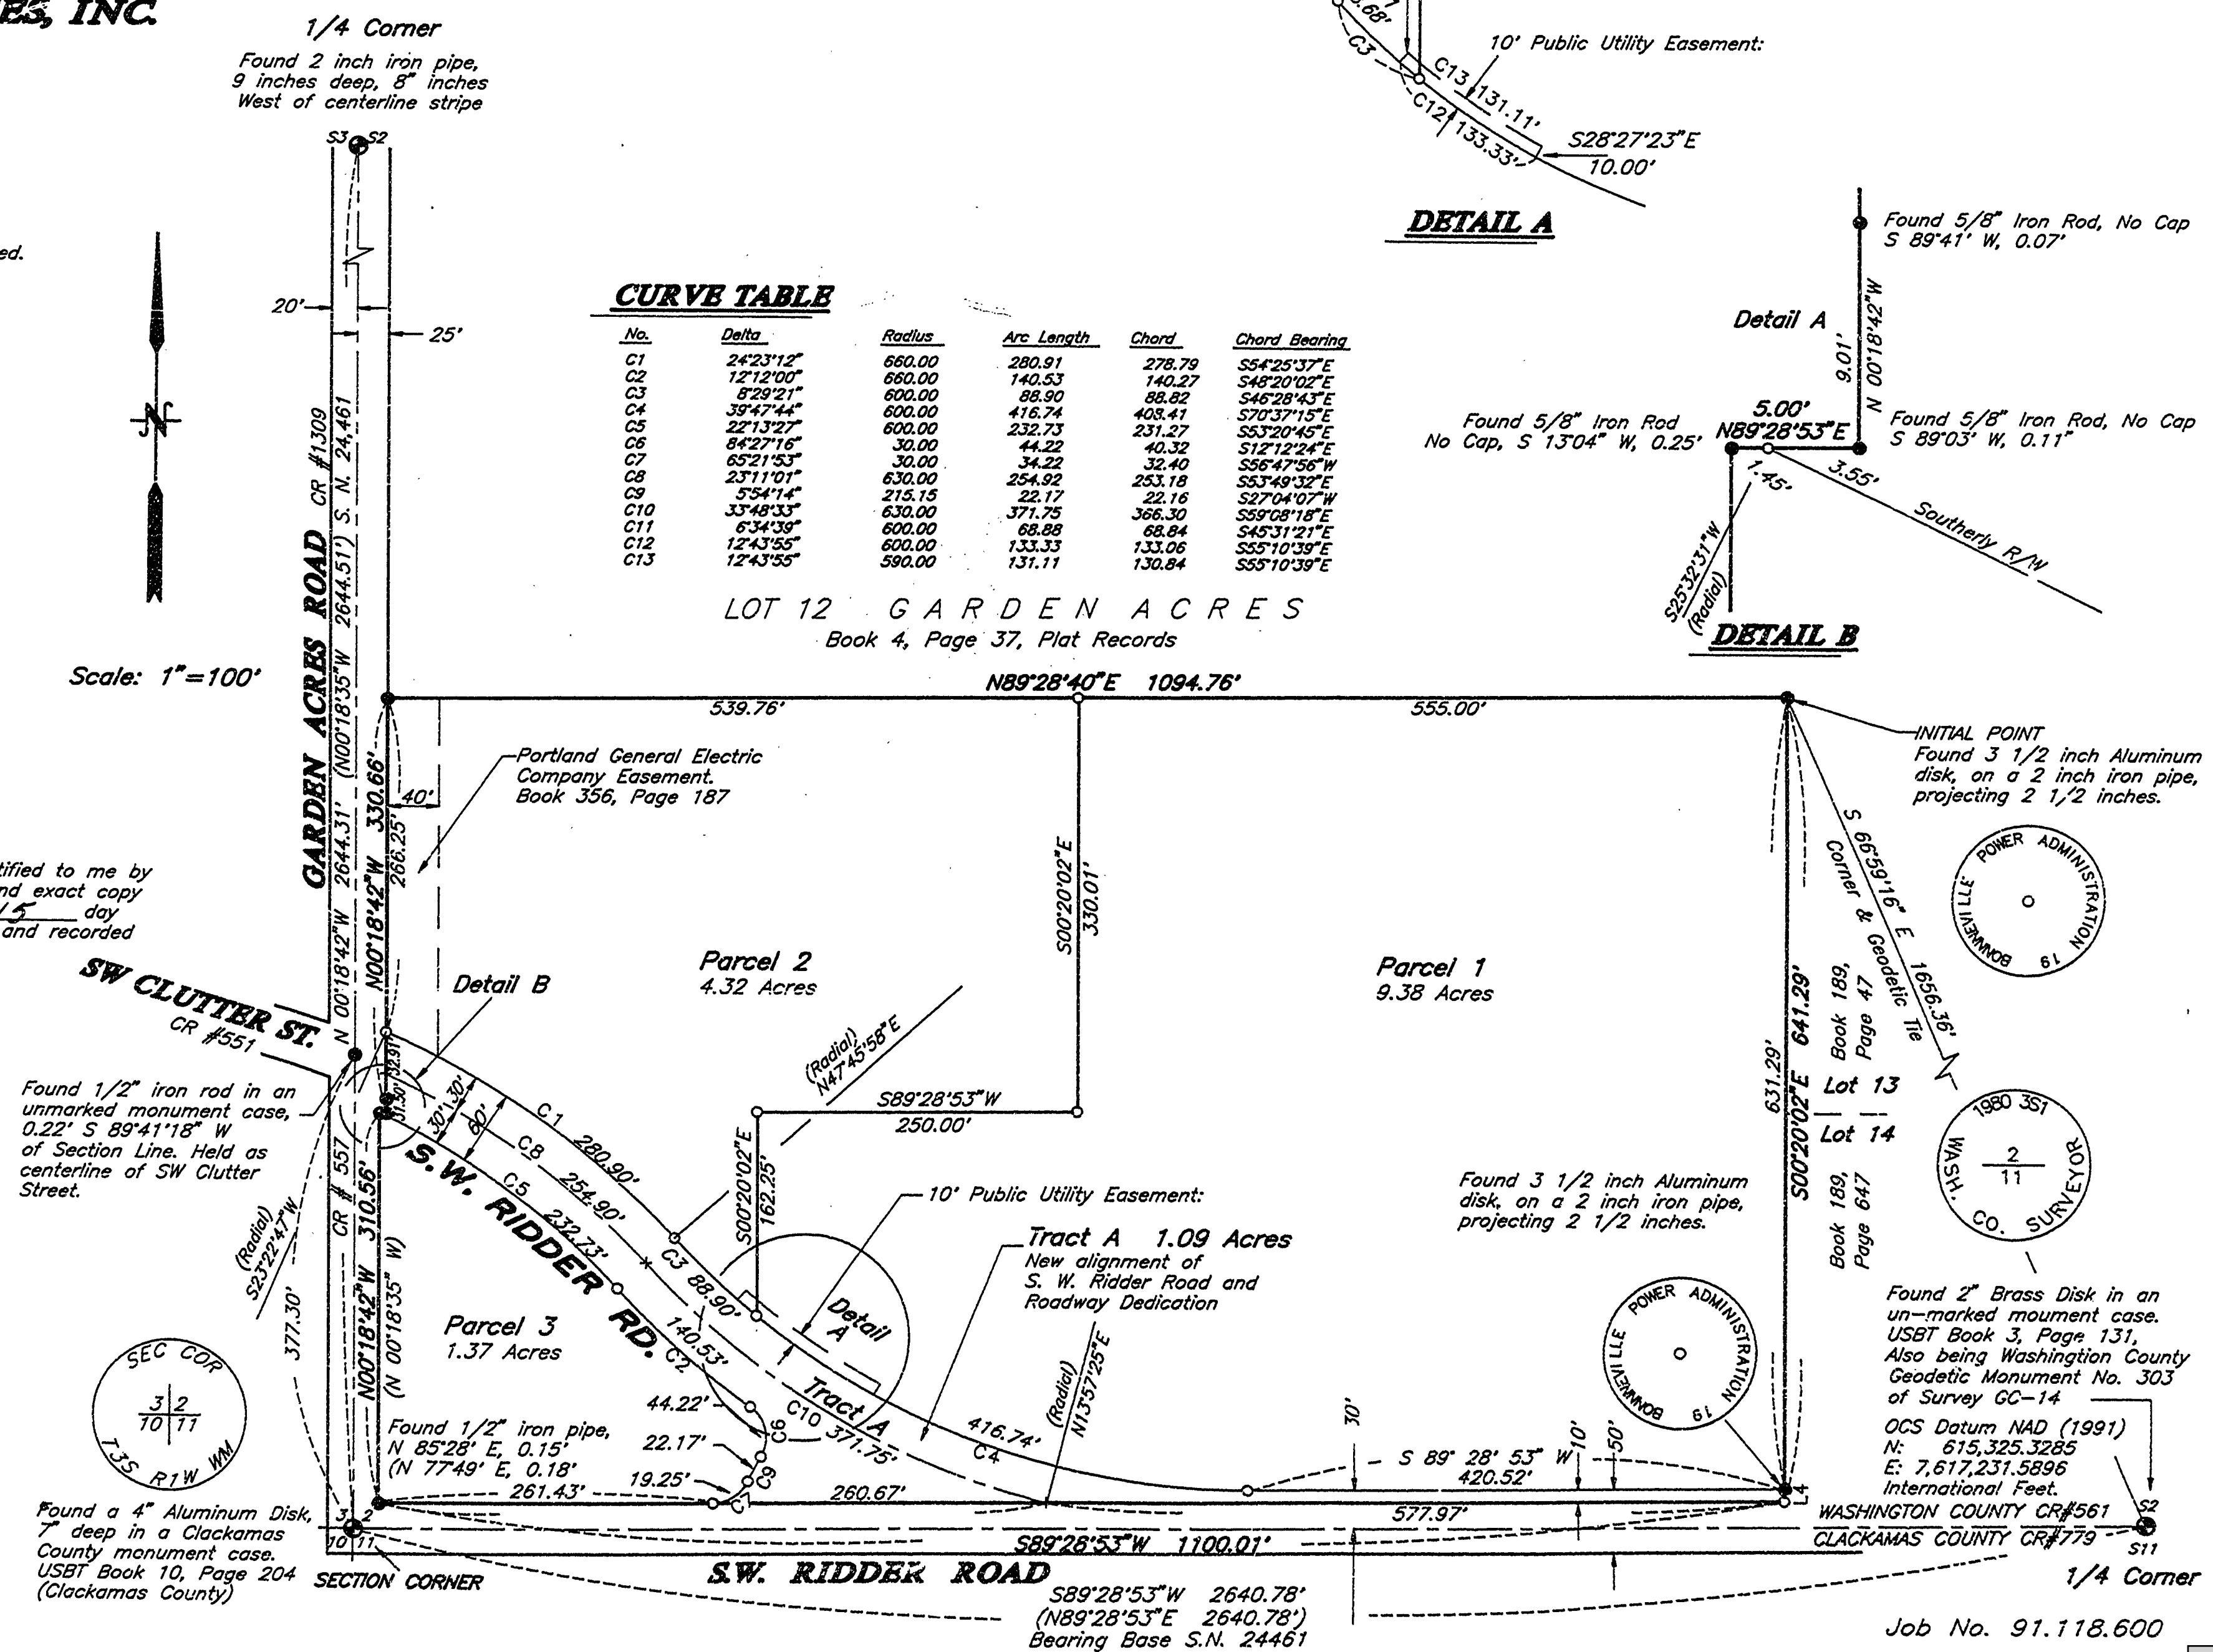 ES, INC.
1/4 Corner
Found 2 inch iron pipe,
9 inches deep, 8" inches
West of centerline stripe
S3 S2
20'
25'
ed.
N
Scale: 1"=100'
tified to me by
nd exact copy
15 day
and recorded
C3
C13 131.11'
C12 133.33'
10' Public Utility Easement:
S28°27'23"E
10.00'
DETAIL A
CURVE TABLE
No. Delta Radius Arc Length Chord Chord Bearing
C1 24°23'12" 660.00 280.91 278.79 S54°25'37"E
C2 12°12'00" 660.00 140.53 140.27 S48°20'02"E
C3 8°29'21" 600.00 88.90 88.82 S46°28'43"E
C4 39°47'44" 600.00 416.74 408.41 S70°37'15"E
C5 22°13'27" 600.00 232.73 231.27 S53°20'45"E
C6 84°27'16" 30.00 44.22 40.32 S12°12'24"E
C7 65°21'53" 30.00 34.22 32.40 S56°47'56"W
C8 23°11'01" 630.00 254.92 253.18 S53°49'32"E
C9 5°54'14" 215.15 22.17 22.16 S27°04'07"W
C10 33°48'33" 630.00 371.75 366.30 S59°08'18"E
C11 6°34'39" 600.00 68.88 68.84 S45°31'21"E
C12 12°43'55" 600.00 133.33 133.06 S55°10'39"E
C13 12°43'55" 590.00 131.11 130.84 S55°10'39"E
LOT 12 GARDEN ACRES
Book 4, Page 37, Plat Records
Found 5/8" Iron Rod, No Cap
S 89°41' W, 0.07'
Detail A
9.01'
N 00°18'42"W
5.00'
N89°28'53"E
Found 5/8" Iron Rod
No Cap, S 13°04" W, 0.25'
Found 5/8" Iron Rod, No Cap
S 89°03' W, 0.11"
1.45'
3.55'
Southerly R/W
S25°32'31"W
(Radial)
DETAIL B
GARDEN ACRES ROAD CR #1309
N 00°18'42"W 2644.31' (N00°18'35"W 2644.51') S. N. 24,461
N00°18'42"W 330.66'
266.25'
N89°28'40"E 1094.76'
539.76'
555.00'
Portland General Electric
Company Easement.
Book 356, Page 187
40'
INITIAL POINT
Found 3 1/2 inch Aluminum
disk, on a 2 inch iron pipe,
projecting 2 1/2 inches.
BONNEVILLE POWER ADMINISTRATION
19
S 66°59'16" E 1656.36'
Corner & Geodetic Tie
S00°20'02"E
330.01'
Parcel 2
4.32 Acres
Parcel 1
9.38 Acres
S00°20'02"E 641.29'
631.29'
Book 189,
Page 47
Lot 13
Lot 14
Book 189,
Page 647
SW CLUTTER ST.
CR #551
Detail B
32.91'
31.50'
30'
30'
60'
Found 1/2" iron rod in an
unmarked monument case,
0.22' S 89°41'18" W
of Section Line. Held as
centerline of SW Clutter
Street.
(Radial)
N47°45'58"E
S89°28'53"W
250.00'
C1 280.90'
C8 254.90'
C5 232.73'
S.W. RIDDER RD.
S00°20'02"E
162.25'
10' Public Utility Easement:
Tract A 1.09 Acres
New alignment of
S. W. Ridder Road and
Roadway Dedication
Found 3 1/2 inch Aluminum
disk, on a 2 inch iron pipe,
projecting 2 1/2 inches.
1980 3S1
2
11
WASH. CO. SURVEYOR
(Radial)
S23°22'47"W
377.30'
CR # 557
N00°18'42"W 310.56'
(N 00°18'35" W)
Parcel 3
1.37 Acres
C3 88.90'
Detail
A
140.53'
C2
Tract A
C10 371.75'
44.22'
C6
22.17'
C9
19.25'
C7
416.74'
C4
(Radial)
N13°57'25"E
BONNEVILLE POWER ADMINISTRATION
19
Found 2" Brass Disk in an
un-marked moument case.
USBT Book 3, Page 131,
Also being Washingtion County
Geodetic Monument No. 303
of Survey GC-14
OCS Datum NAD (1991)
N: 615,325.3285
E: 7,617,231.5896
International Feet.
SEC COR
3 2
10 11
T3S R1W WM
Found 1/2" iron pipe,
N 85°28' E, 0.15'
(N 77°49' E, 0.18'
261.43'
260.67'
30'
S 89° 28' 53" W
420.52'
10'
50'
577.97'
L4
WASHINGTON COUNTY CR#561
CLACKAMAS COUNTY CR#779
S2
S11
1/4 Corner
Found a 4" Aluminum Disk,
7" deep in a Clackamas
County monument case.
USBT Book 10, Page 204
(Clackamas County)
3 2
10 11
SECTION CORNER
S89°28'53"W 1100.01'
S.W. RIDDER ROAD
S89°28'53"W 2640.78'
(N89°28'53"E 2640.78')
Bearing Base S.N. 24461
Job No. 91.118.600